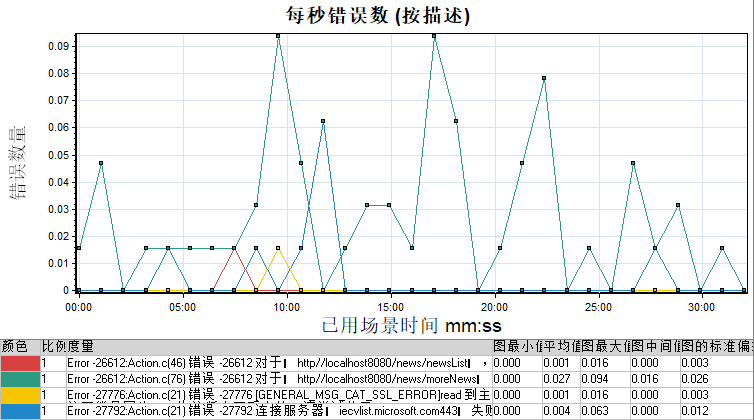 每秒错误数 (按描述)
错误数量
0.09
0.08
0.07
0.06
0.05
0.04
0.03
0.02
0.01
0
00:00 05:00 10:00 15:00 20:00 25:00 30:00
已用场景时间 mm:ss
颜色 比例 度量 图最小值 平均值 图最大值 图中间值 图的标准偏
1 Error -26612:Action.c(46) 错误 -26612 对于 http//localhost8080/news/newsList , 0.000 0.001 0.016 0.000 0.003
1 Error -26612:Action.c(76) 错误 -26612 对于 http//localhost8080/news/moreNews 0.000 0.027 0.094 0.016 0.026
1 Error -27776:Action.c(21) 错误 -27776 [GENERAL_MSG_CAT_SSL_ERROR]read 到主 0.000 0.001 0.016 0.000 0.003
1 Error -27792:Action.c(21) 错误 -27792 连接服务器 iecvlist.microsoft.com443 失败 0.000 0.004 0.063 0.000 0.012